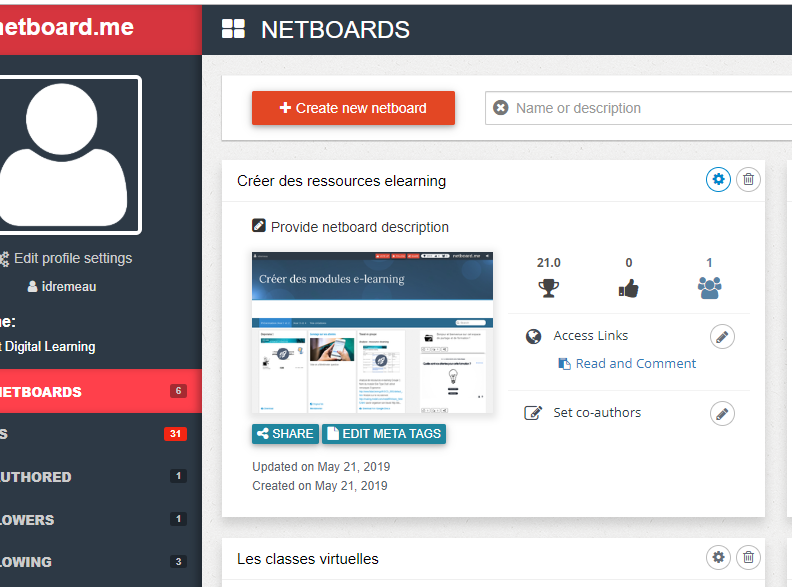 netboard.me
NETBOARDS
Create new netboard
Name or description
Créer des ressources elearning
Provide netboard description
netboard.me
Créer des modules e-learning
21.0
0
1
Access Links
Read and Comment
Set co-authors
SHARE
EDIT META TAGS
Updated on May 21, 2019
Created on May 21, 2019
Les classes virtuelles
Edit profile settings
idremeau
e:
t Digital Learning
NETBOARDS 6
S 31
UTHORED 1
LOWERS 1
LOWING 3